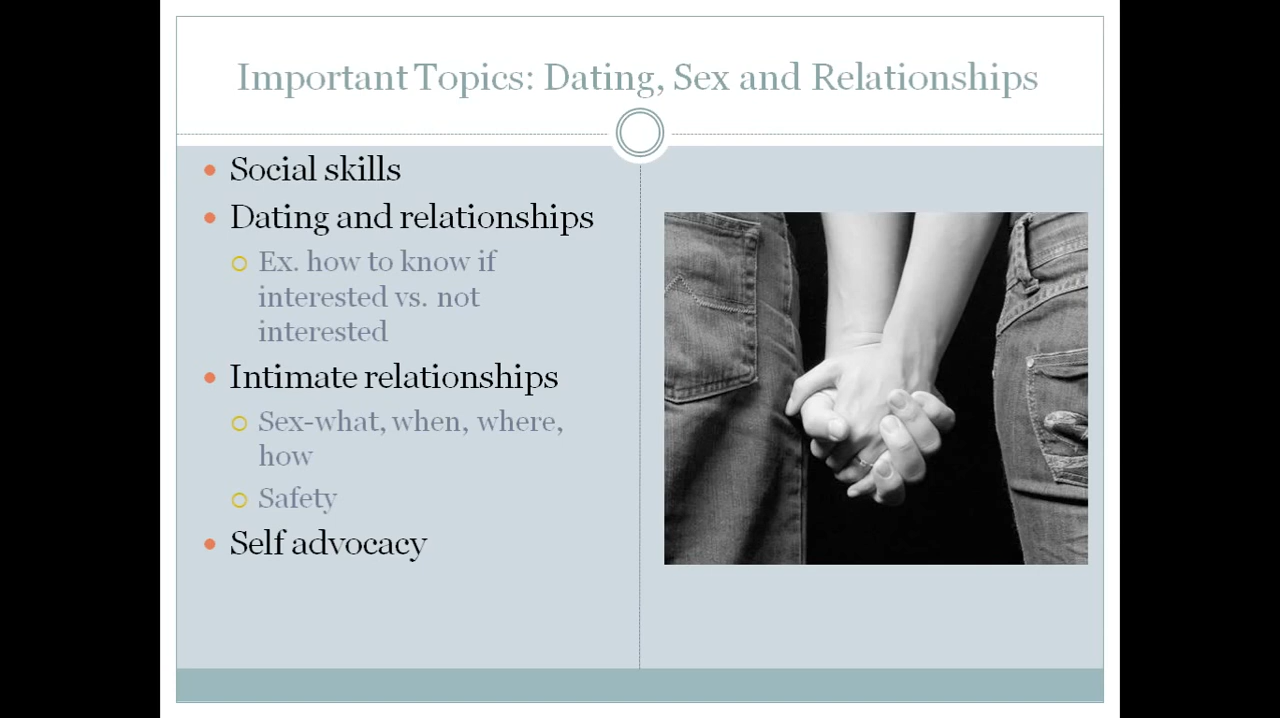 Important Topics: Dating, Sex and Relationships
Social skills
Dating and relationships
Ex. how to know if
interested vs. not
interested
Intimate relationships
Sex-what, when, where,
how
Safety
Self advocacy